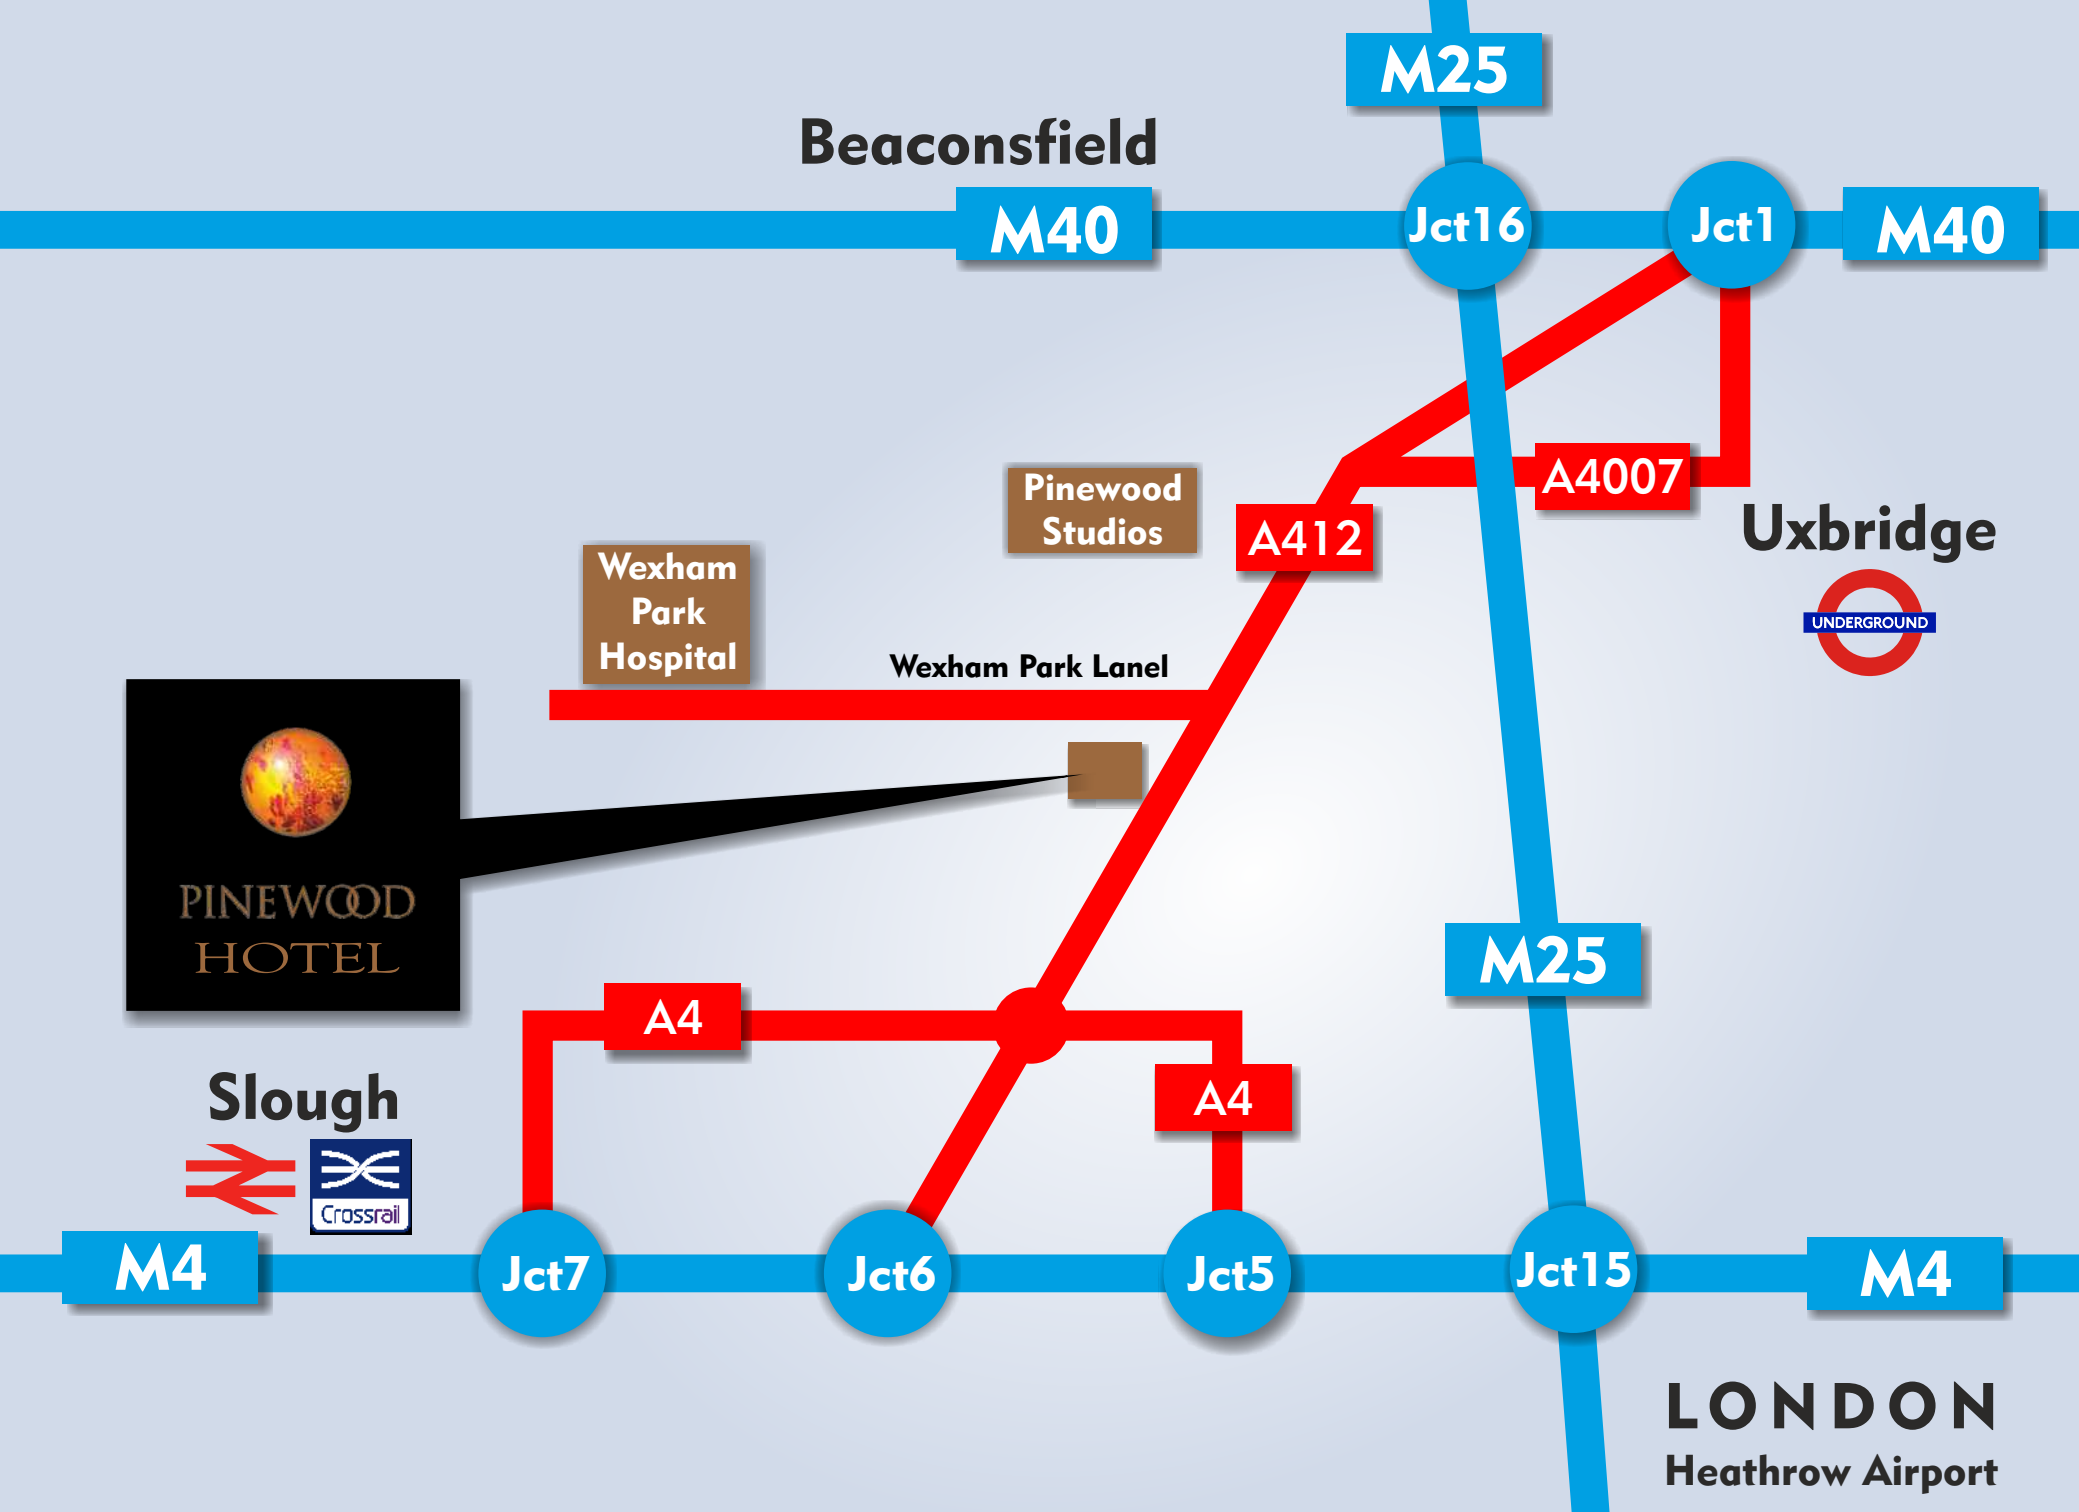 M25
Beaconsfield
M40
Jct16
Jct1
M40
Pinewood
Studios
A412
A4007
Uxbridge
UNDERGROUND
Wexham
Park
Hospital
Wexham Park Lanel
PINEWOOD
HOTEL
M25
A4
A4
Slough
Crossrail
M4
Jct7
Jct6
Jct5
Jct15
M4
LONDON
Heathrow Airport